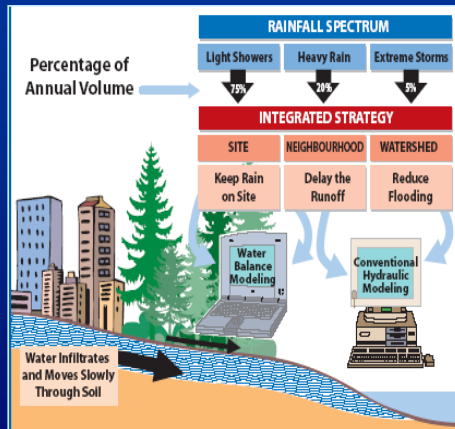 RAINFALL SPECTRUM
Percentage of
Annual Volume
Light Showers
Heavy Rain
Extreme Storms
75%
20%
5%
INTEGRATED STRATEGY
SITE
NEIGHBOURHOOD
WATERSHED
Keep Rain
on Site
Delay the
Runoff
Reduce
Flooding
Water
Balance
Modeling
Conventional
Hydraulic
Modeling
Water Infiltrates
and Moves Slowly
Through Soil